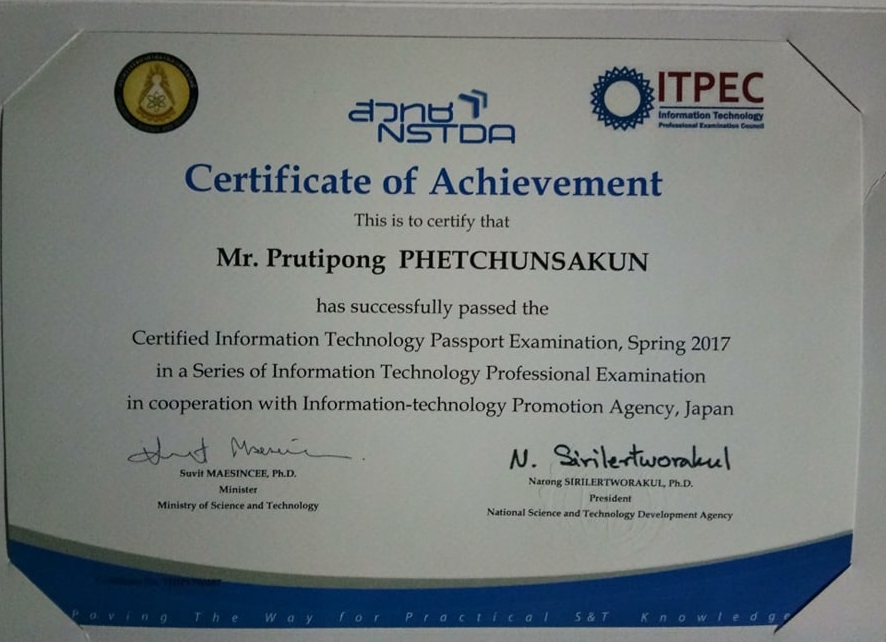 สวทช
NSTDA
ITPEC
Information Technology
Professional Examination Council
Certificate of Achievement
This is to certify that
Mr. Prutipong PHETCHUNSAKUN
has successfully passed the
Certified Information Technology Passport Examination, Spring 2017
in a Series of Information Technology Professional Examination
in cooperation with Information-technology Promotion Agency, Japan
N. Sirilertworakul
Suvit MAESINCEE, Ph.D.
Minister
Ministry of Science and Technology
Narong SIRILERTWORAKUL, Ph.D.
President
National Science and Technology Development Agency
Paving The Way for Practical S&T Knowledge